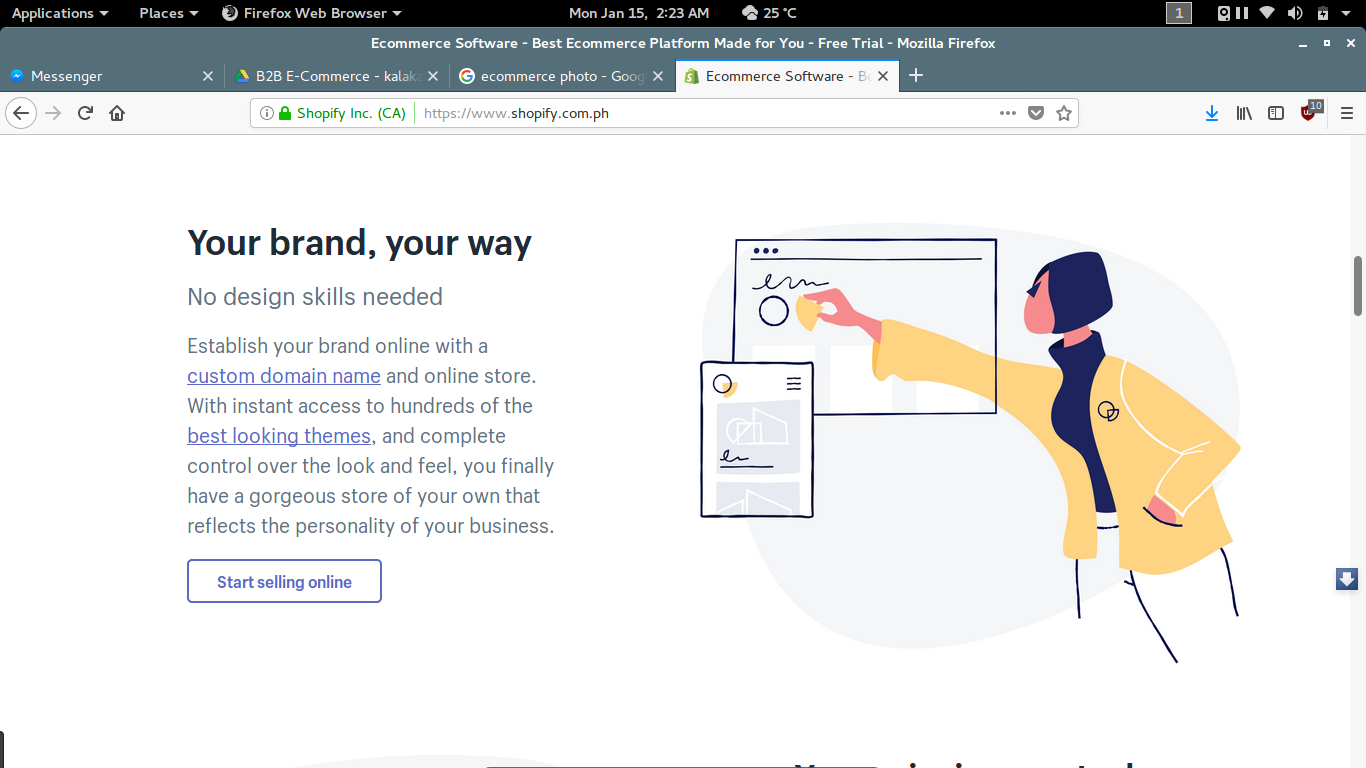 Applications Places Firefox Web Browser Mon Jan 15, 2:23 AM 25 °C 1
Ecommerce Software - Best Ecommerce Platform Made for You - Free Trial - Mozilla Firefox
Messenger B2B E-Commerce - kalaka ecommerce photo - Goog Ecommerce Software - Be
Shopify Inc. (CA) https://www.shopify.com.ph 10
Your brand, your way
No design skills needed
Establish your brand online with a
custom domain name and online store.
With instant access to hundreds of the
best looking themes, and complete
control over the look and feel, you finally
have a gorgeous store of your own that
reflects the personality of your business.
Start selling online